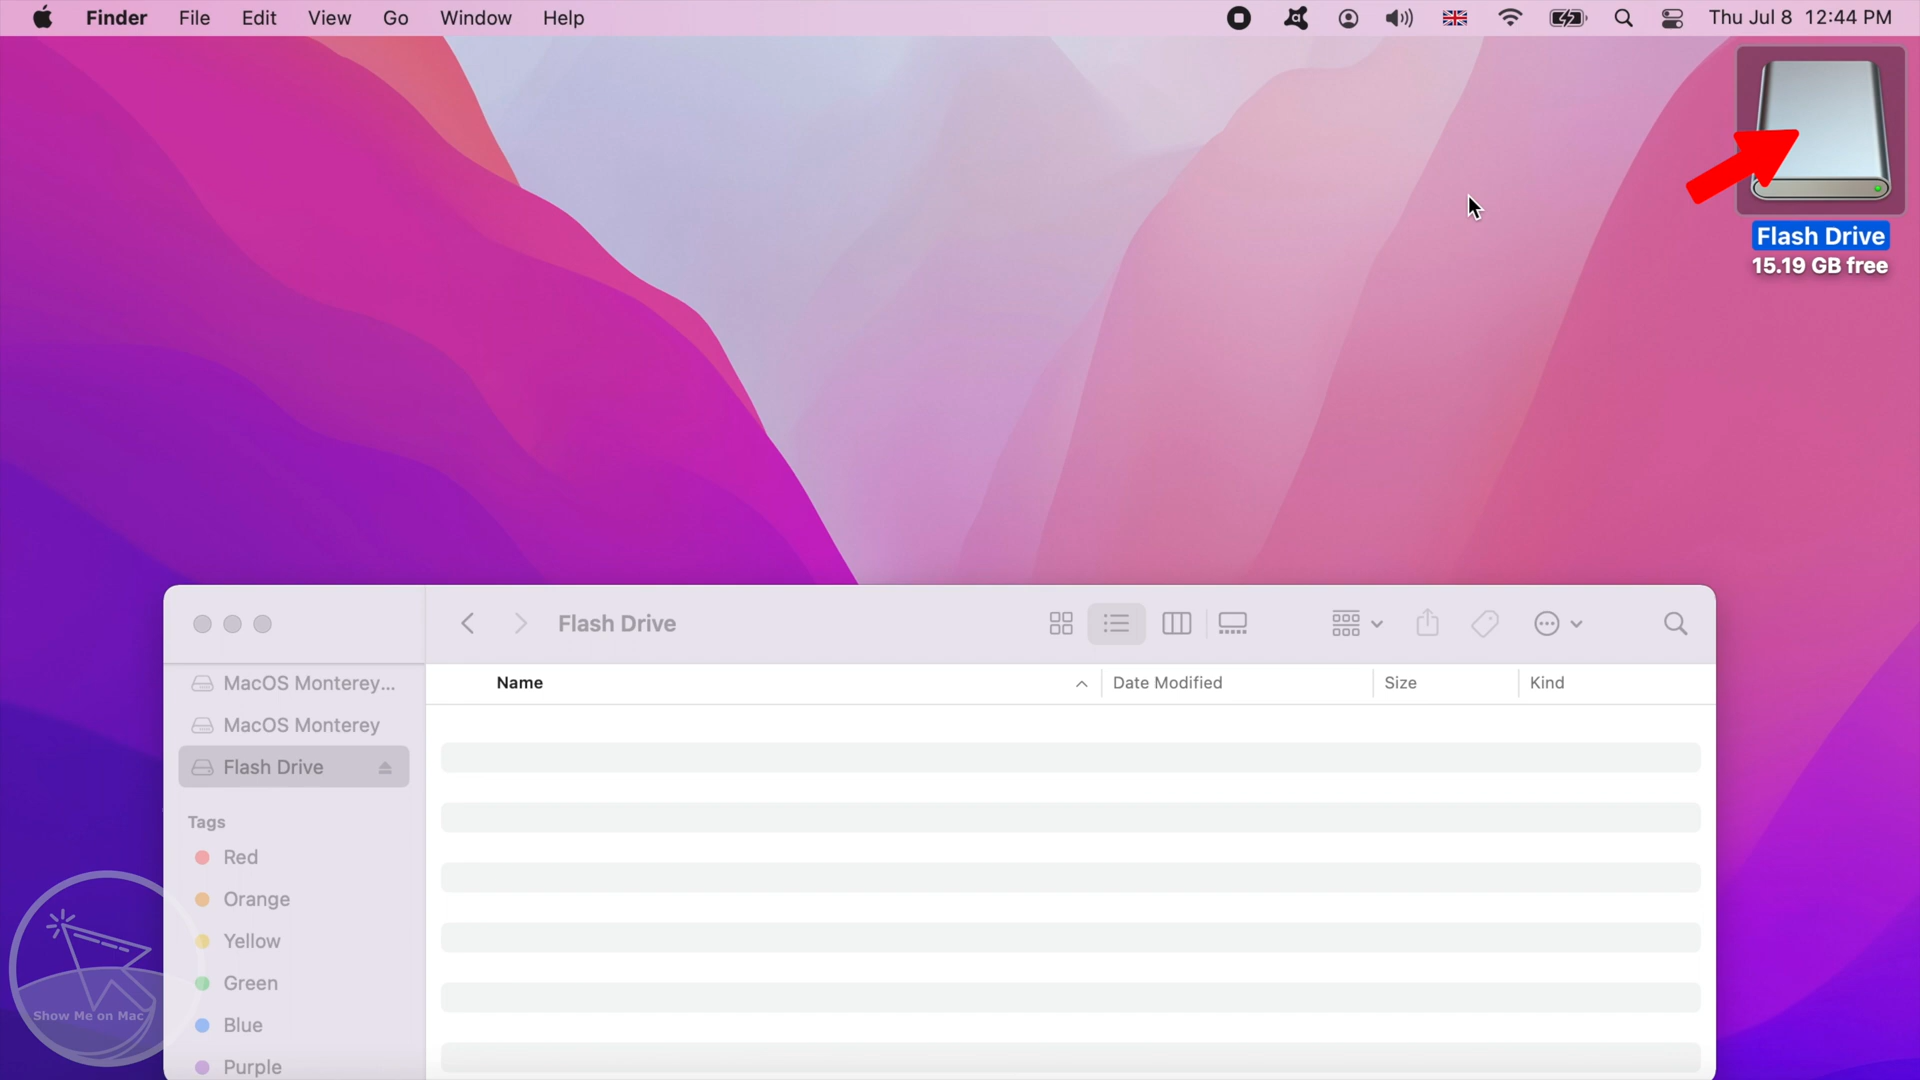 Finder File Edit View Go Window Help Thu Jul 8 12:44 PM
Flash Drive
15.19 GB free
Flash Drive
MacOS Monterey...
MacOS Monterey
Flash Drive
Name Date Modified Size Kind
Tags
Red
Orange
Yellow
Green
Blue
Purple
Show Me on Mac